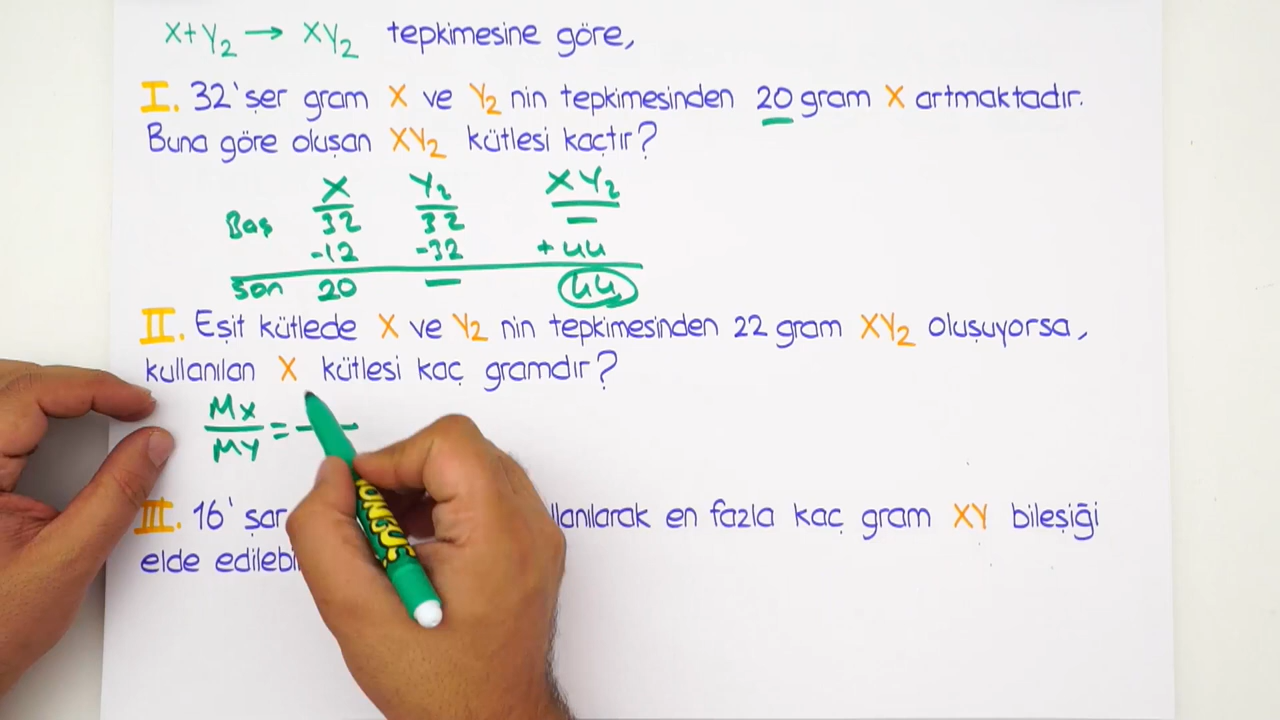 X+Y₂ → XY₂ tepkimesine göre,
I. 32'şer gram X ve Y₂ nin tepkimesinden 20 gram X artmaktadır.
Buna göre oluşan XY₂ kütlesi kaçtır?
X Y₂ XY₂
Baş 32 32 —
-12 -32 +44
Son 20 — 44
II. Eşit kütlede X ve Y₂ nin tepkimesinden 22 gram XY₂ oluşuyorsa,
kullanılan X kütlesi kaç gramdır?
Mx
MY =
III. 16'şar kullanılarak en fazla kaç gram XY bileşiği
elde